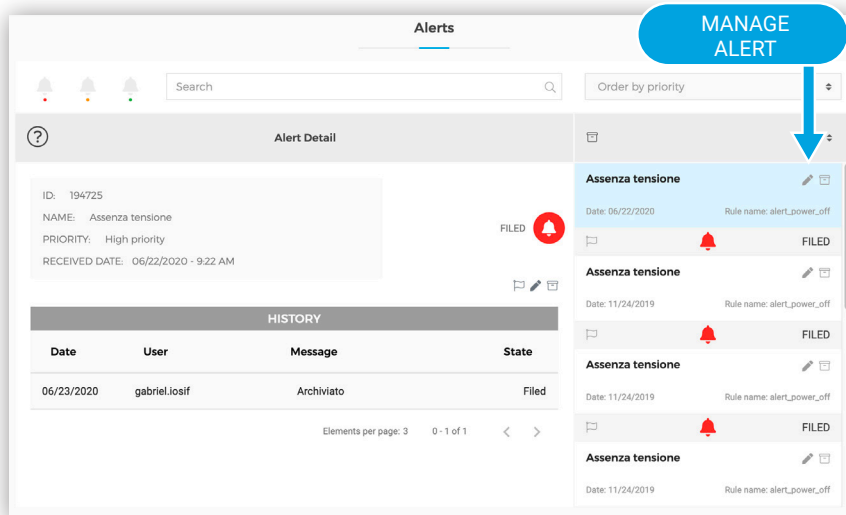 Alerts
MANAGE
ALERT
Search
Order by priority
?
Alert Detail
ID: 194725
NAME: Assenza tensione
PRIORITY: High priority
RECEIVED DATE: 06/22/2020 - 9:22 AM
FILED
HISTORY
Date User Message State
06/23/2020 gabriel.iosif Archiviato Filed
Elements per page: 3 0 - 1 of 1 < >
Assenza tensione
Date: 06/22/2020 Rule name: alert_power_off
FILED
Assenza tensione
Date: 11/24/2019 Rule name: alert_power_off
FILED
Assenza tensione
Date: 11/24/2019 Rule name: alert_power_off
FILED
Assenza tensione
Date: 11/24/2019 Rule name: alert_power_off